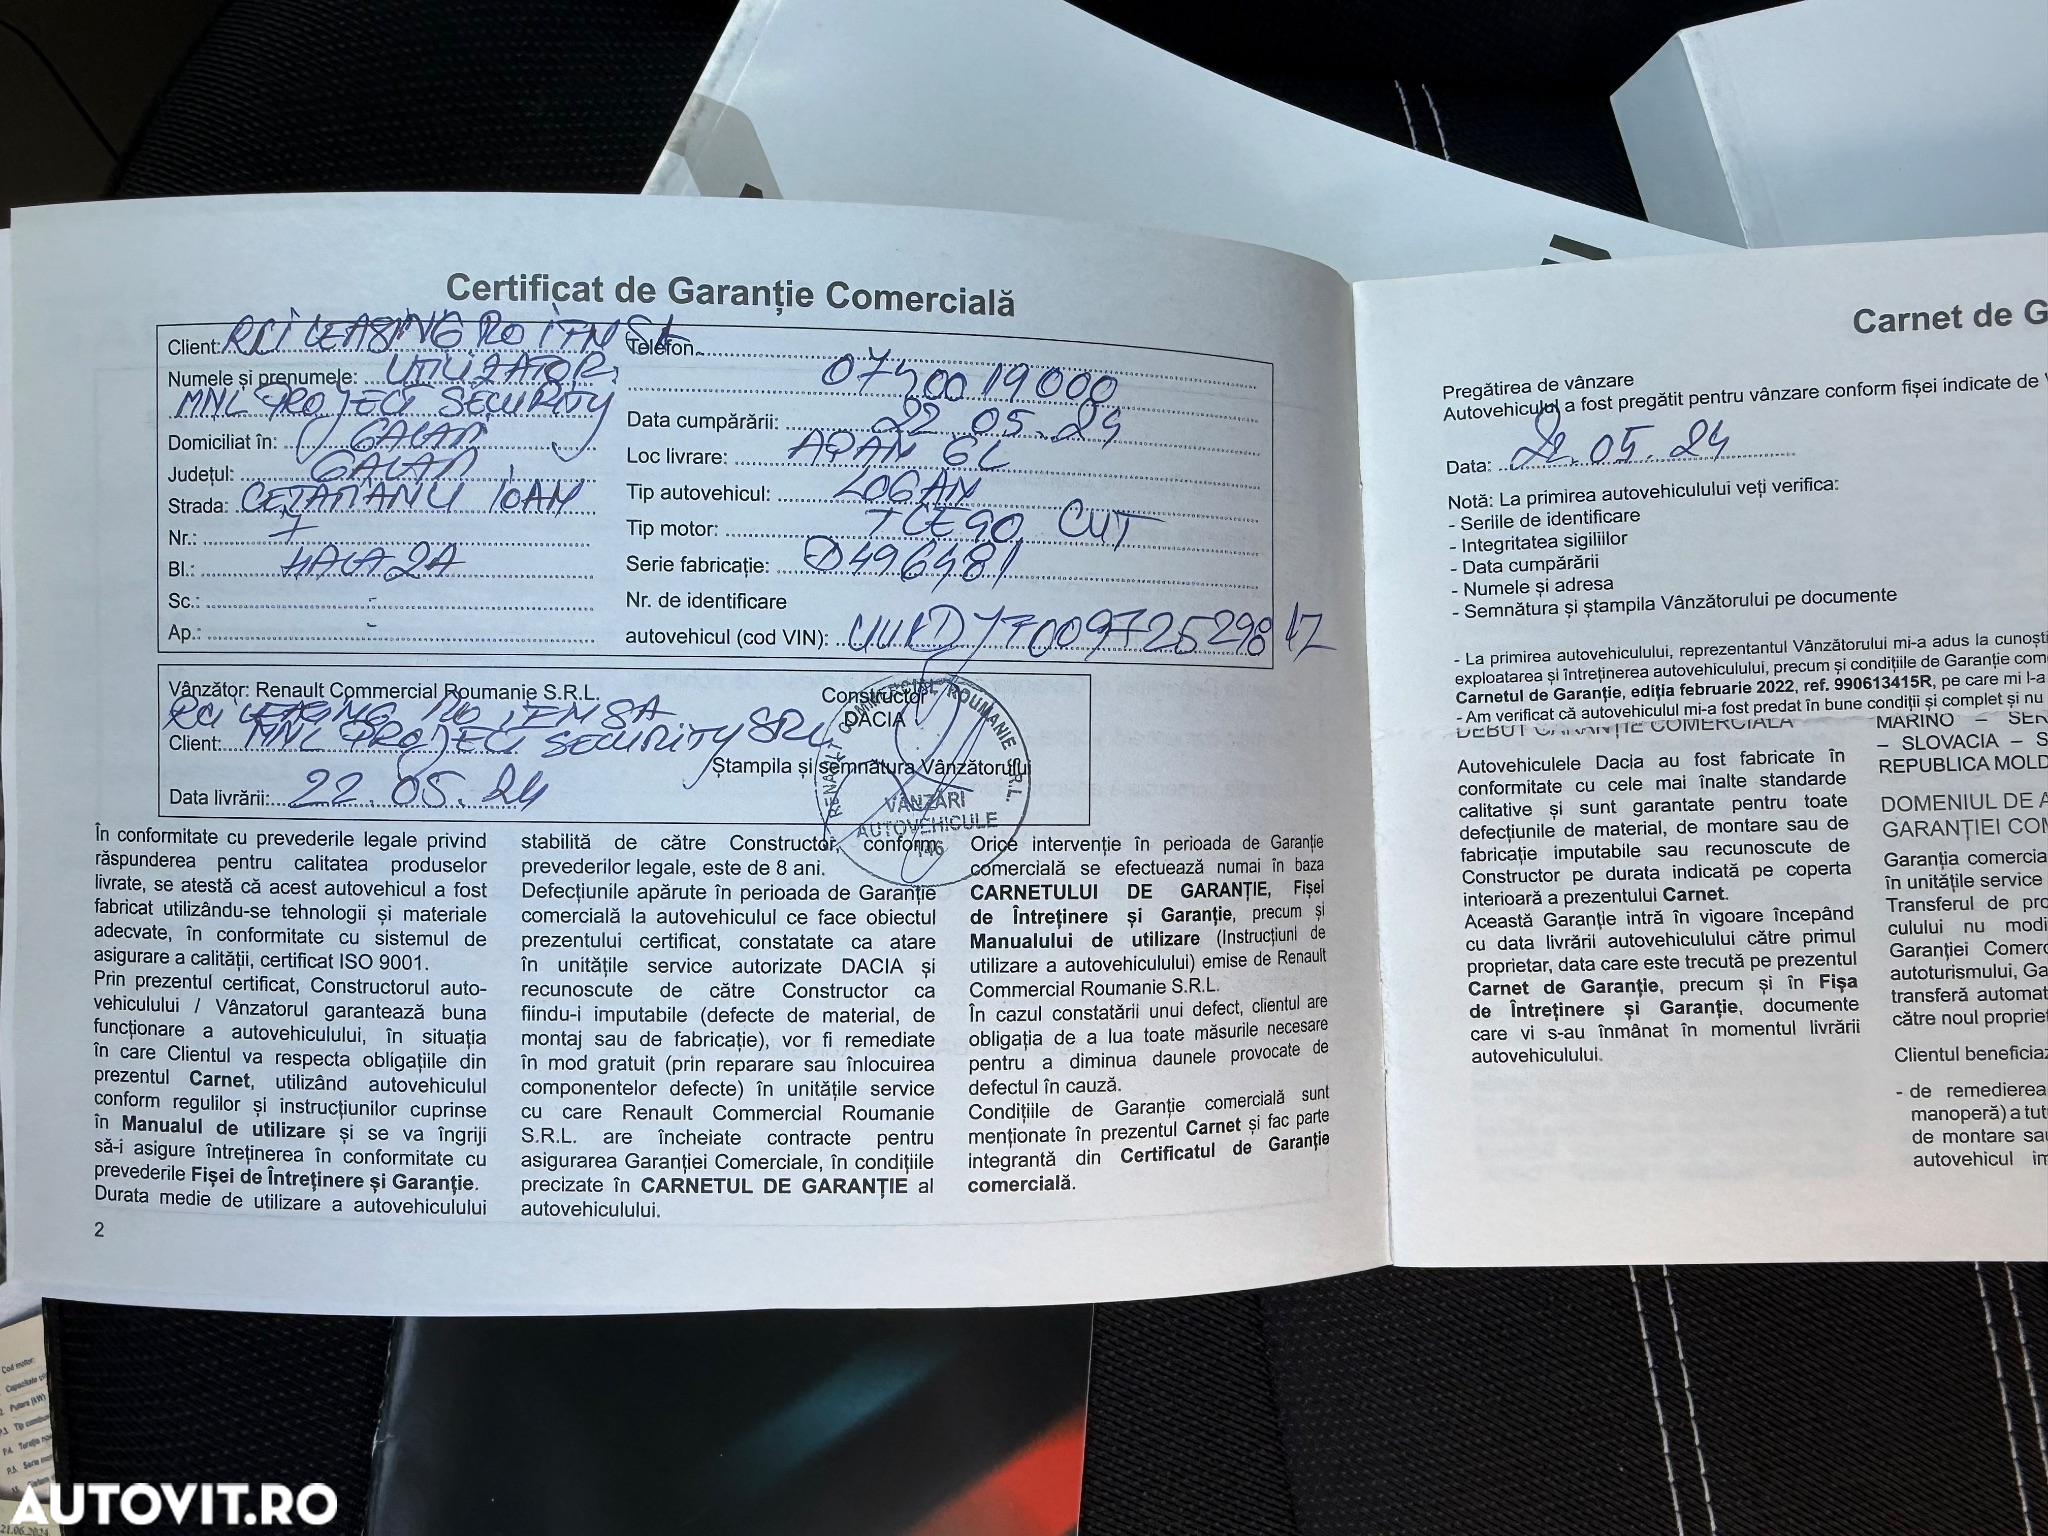 Certificat de Garanție Comercială
Client: RCI LEASING RO IFN SA
Numele și prenumele: UTILIZATOR
MNL PROJECT SECURITY
Domiciliat în: GALATI
Județul: GALATI
Strada: CETATIANU IOAN
Nr.: 7
Bl.: HALA 2A
Sc.: -
Ap.: -
Telefon
0740019000
Data cumpărării: 22.05.24
Loc livrare: APAN GL
Tip autovehicul: LOGAN
Tip motor: TCE90 CUT
Serie fabricație: D496481
Nr. de identificare
autovehicul (cod VIN):
Vânzător: Renault Commercial Roumanie S.R.L.
RCI LEASING RO IFN SA
Client: MNL PROJECT SECURITY SRL
Data livrării: 22.05.24
Constructor
DACIA
Ștampila și semnătura Vânzătorului
RENAULT COMMERCIAL ROUMANIE S.R.L.
VÂNZĂRI
AUTOVEHICULE
146
În conformitate cu prevederile legale privind
răspunderea pentru calitatea produselor
livrate, se atestă că acest autovehicul a fost
fabricat utilizându-se tehnologii și materiale
adecvate, în conformitate cu sistemul de
asigurare a calității, certificat ISO 9001.
Prin prezentul certificat, Constructorul auto-
vehiculului / Vânzatorul garantează buna
funcționare a autovehiculului, în situația
în care Clientul va respecta obligațiile din
prezentul Carnet, utilizând autovehiculul
conform regulilor și instrucțiunilor cuprinse
în Manualul de utilizare și se va îngriji
să-i asigure întreținerea în conformitate cu
prevederile Fișei de Întreținere și Garanție.
Durata medie de utilizare a autovehiculului
2
stabilită de către Constructor, conform
prevederilor legale, este de 8 ani.
Defecțiunile apărute în perioada de Garanție
comercială la autovehiculul ce face obiectul
prezentului certificat, constatate ca atare
în unitățile service autorizate DACIA și
recunoscute de către Constructor ca
fiindu-i imputabile (defecte de material, de
montaj sau de fabricație), vor fi remediate
în mod gratuit (prin reparare sau înlocuirea
componentelor defecte) în unitățile service
cu care Renault Commercial Roumanie
S.R.L. are încheiate contracte pentru
asigurarea Garanției Comerciale, în condițiile
precizate în CARNETUL DE GARANȚIE al
autovehiculului.
Orice intervenție în perioada de Garanție
comercială se efectuează numai în baza
CARNETULUI DE GARANȚIE, Fișei
de Întreținere și Garanție, precum și
Manualului de utilizare (Instrucțiuni de
utilizare a autovehiculului) emise de Renault
Commercial Roumanie S.R.L.
În cazul constatării unui defect, clientul are
obligația de a lua toate măsurile necesare
pentru a diminua daunele provocate de
defectul în cauză.
Condițiile de Garanție comercială sunt
menționate în prezentul Carnet și fac parte
integrantă din Certificatul de Garanție
comercială.
Carnet de G
Pregătirea de vânzare
Autovehiculul a fost pregătit pentru vânzare conform fișei indicate de V
Data: 22.05.24
Notă: La primirea autovehiculului veți verifica:
- Seriile de identificare
- Integritatea sigiliilor
- Data cumpărării
- Numele și adresa
- Semnătura și ștampila Vânzătorului pe documente
- La primirea autovehiculului, reprezentantul Vânzătorului mi-a adus la cunoști
exploatarea și întreținerea autovehiculului, precum și condițiile de Garanție com
Carnetul de Garanție, ediția februarie 2022, ref. 990613415R, pe care mi l-a
- Am verificat că autovehiculul mi-a fost predat în bune condiții și complet și nu
DEBUT GARANȚIE COMERCIALĂ
Autovehiculele Dacia au fost fabricate în
conformitate cu cele mai înalte standarde
calitative și sunt garantate pentru toate
defecțiunile de material, de montare sau de
fabricație imputabile sau recunoscute de
Constructor pe durata indicată pe coperta
interioară a prezentului Carnet.
Această Garanție intră în vigoare începând
cu data livrării autovehiculului către primul
proprietar, data care este trecută pe prezentul
Carnet de Garanție, precum și în Fișa
de Întreținere și Garanție, documente
care vi s-au înmânat în momentul livrării
autovehiculului.
MARINO – SER
– SLOVACIA – S
REPUBLICA MOLD
DOMENIUL DE A
GARANȚIEI COM
Garanția comercia
în unitățile service
Transferul de pro
culului nu modi
Garanției Comerc
autoturismului, Ga
transferă automat
către noul propriet
Clientul beneficiaz
- de remedierea
manoperă) a tut
de montare sau
autovehicul im
Cod motor:
Putere (kW)
AUTOVIT.RO
21.06.2024